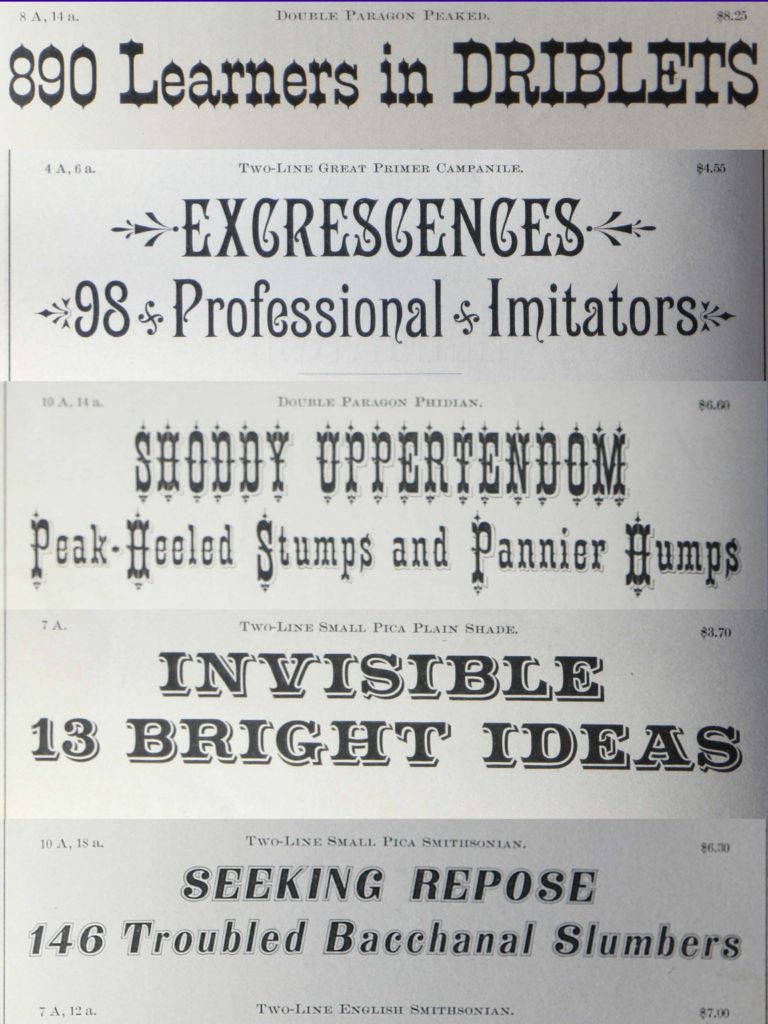 8 A, 14 a. Double Paragon Peaked. $8.25
890 Learners in DRIBLETS
4 A, 6 a. Two-Line Great Primer Campanile. $4.55
EXCRESCENCES
98 Professional Imitators
10 A, 14 a. Double Paragon Phidian. $6.60
SHODDY UPPERTENDOM
Peak-Heeled Stumps and Pannier Humps
7 A. Two-Line Small Pica Plain Shade. $3.70
INVISIBLE
13 BRIGHT IDEAS
10 A, 18 a. Two-Line Small Pica Smithsonian. $6.30
SEEKING REPOSE
146 Troubled Bacchanal Slumbers
7 A, 12 a. Two-Line English Smithsonian. $7.00